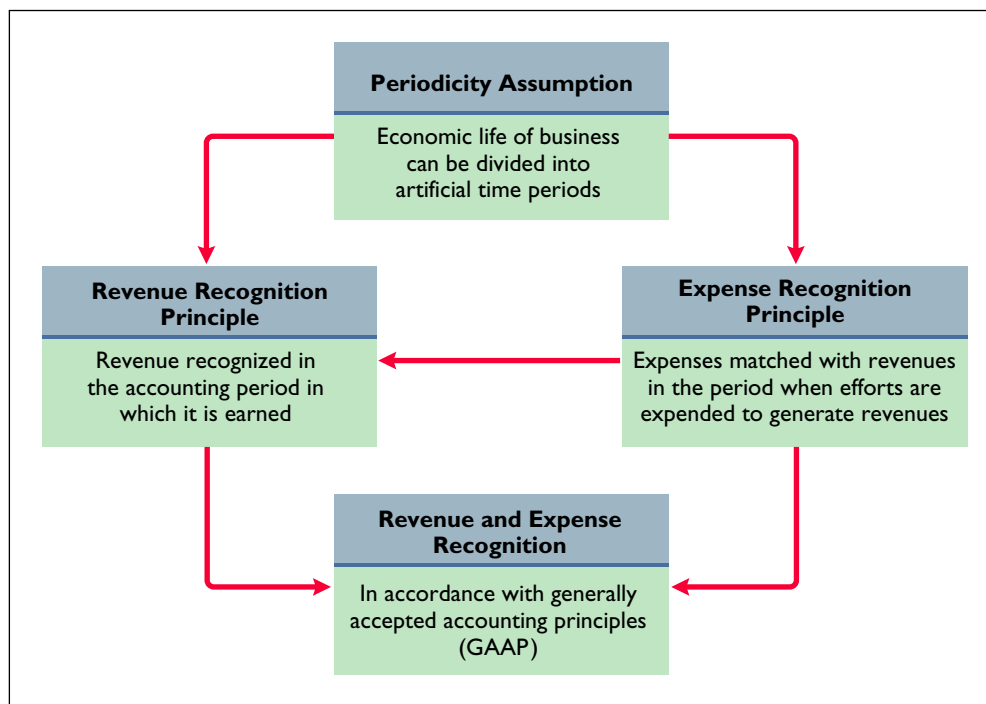 Periodicity Assumption
Economic life of business
can be divided into
artificial time periods
Revenue Recognition
Principle
Revenue recognized in
the accounting period in
which it is earned
Expense Recognition
Principle
Expenses matched with revenues
in the period when efforts are
expended to generate revenues
Revenue and Expense
Recognition
In accordance with generally
accepted accounting principles
(GAAP)